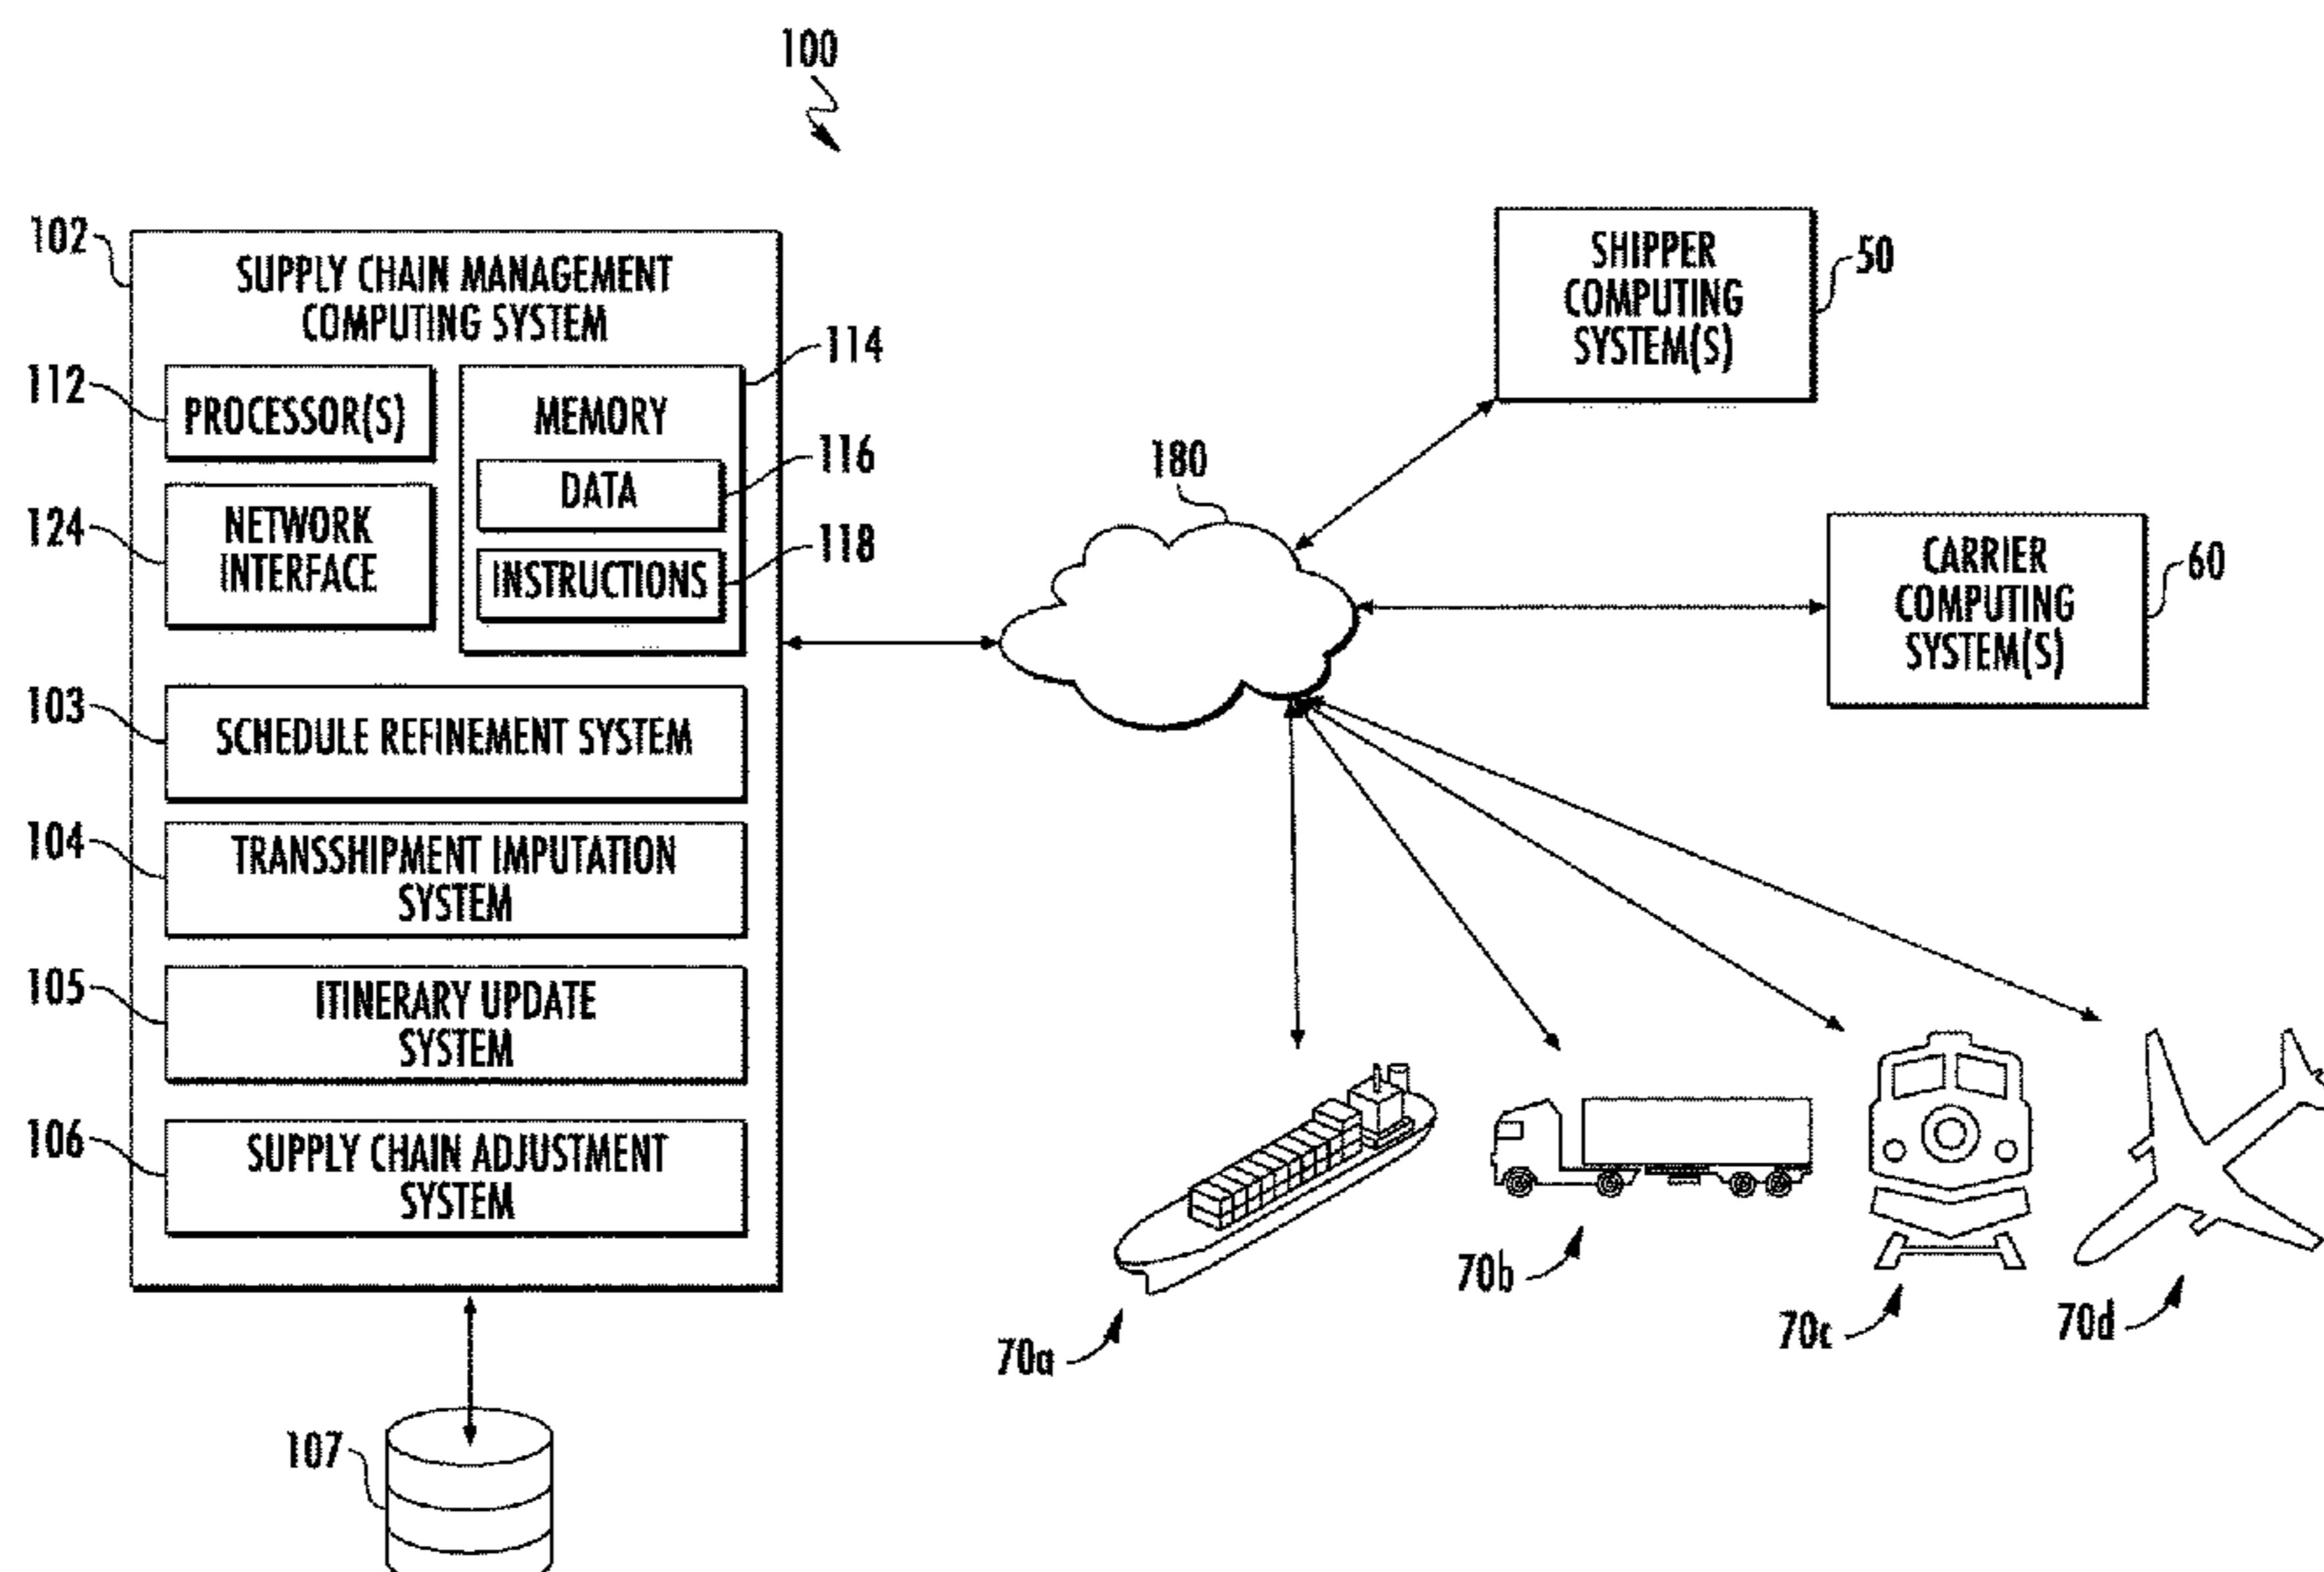 100
102
SUPPLY CHAIN MANAGEMENT
COMPUTING SYSTEM
112
PROCESSOR(S)
114
MEMORY
116
DATA
118
INSTRUCTIONS
124
NETWORK
INTERFACE
103
SCHEDULE REFINEMENT SYSTEM
104
TRANSSHIPMENT IMPUTATION
SYSTEM
105
ITINERARY UPDATE
SYSTEM
106
SUPPLY CHAIN ADJUSTMENT
SYSTEM
107
180
SHIPPER
COMPUTING
SYSTEM(S)
50
CARRIER
COMPUTING
SYSTEM(S)
60
70a
70b
70c
70d